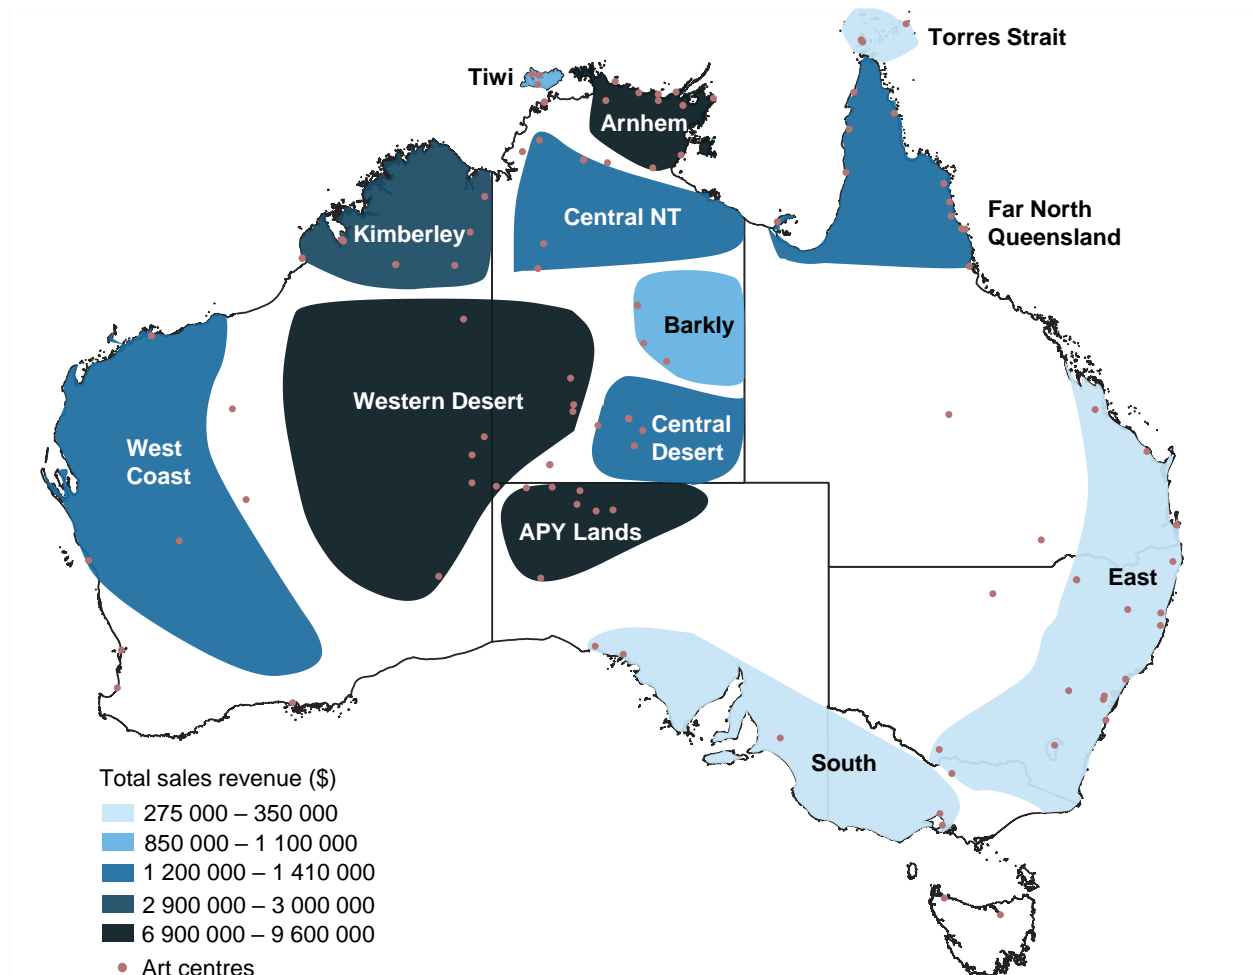 Torres Strait
Tiwi
Arnhem
Central NT
Far North
Queensland
Kimberley
Barkly
Western Desert
Central
Desert
West
Coast
APY Lands
East
South
Total sales revenue ($)
275 000 – 350 000
850 000 – 1 100 000
1 200 000 – 1 410 000
2 900 000 – 3 000 000
6 900 000 – 9 600 000
Art centres